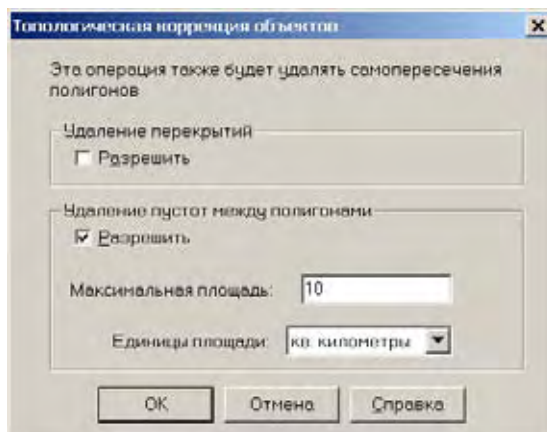 Топологическая коррекция объектов
Эта операция также будет удалять самопересечения
полигонов
Удаление перекрытий
Разрешить
Удаление пустот между полигонами
Разрешить
Максимальная площадь: 10
Единицы площади: кв. километры
ОК Отмена Справка